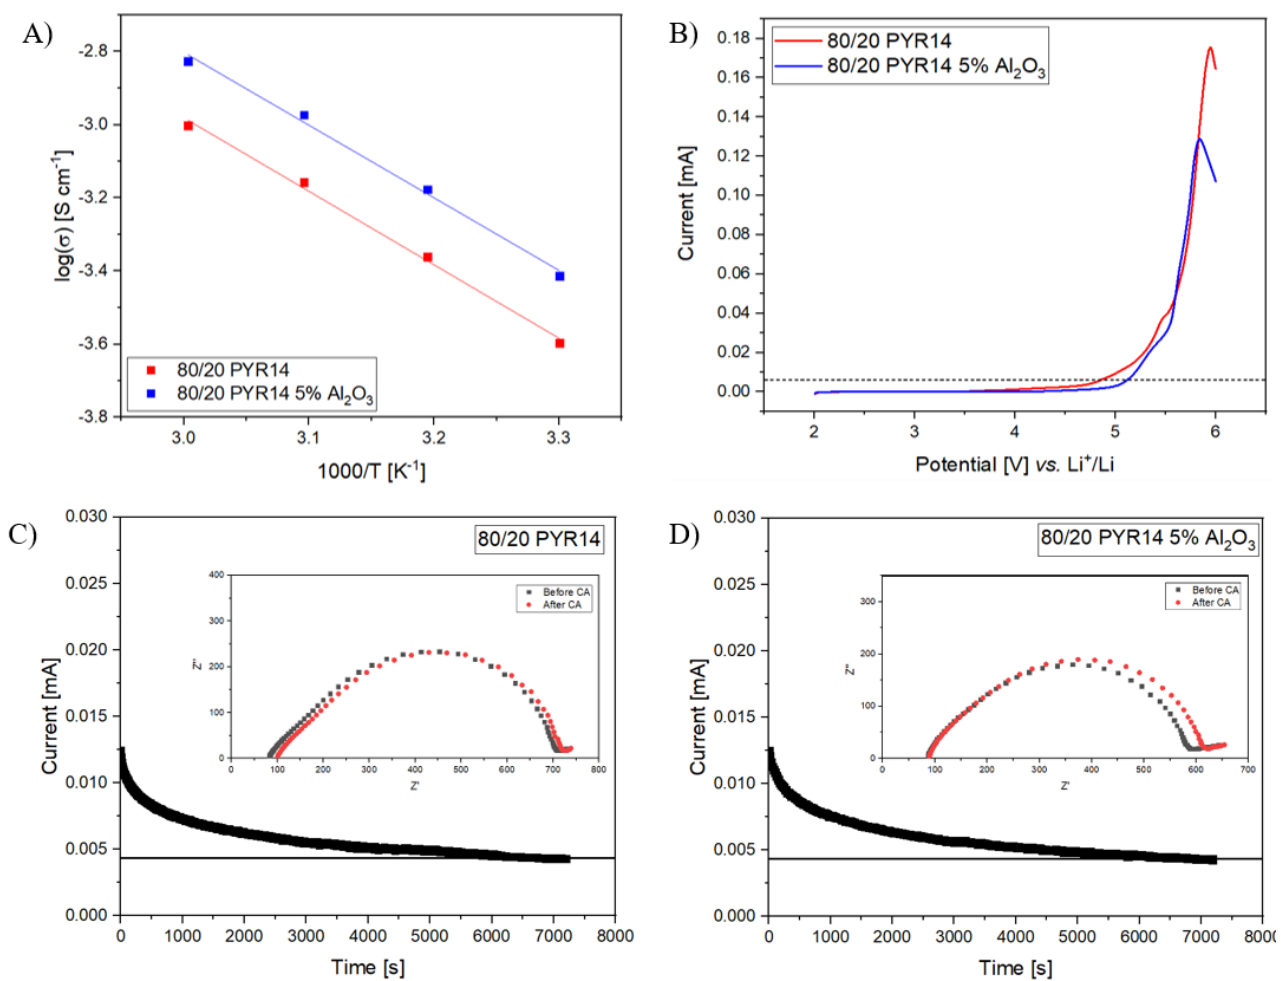 A)
-2.8
-3.0
-3.2
-3.4
-3.6
-3.8
log(σ) [S cm⁻¹]
80/20 PYR14
80/20 PYR14 5% Al₂O₃
3.0 3.1 3.2 3.3
1000/T [K⁻¹]
B)
80/20 PYR14
80/20 PYR14 5% Al₂O₃
0.18
0.16
0.14
0.12
0.10
0.08
0.06
0.04
0.02
0.00
Current [mA]
2 3 4 5 6
Potential [V] vs. Li⁺/Li
C)
0.030
0.025
0.020
0.015
0.010
0.005
0.000
Current [mA]
80/20 PYR14
400
300
200
100
0
Z''
Before CA
After CA
0 100 200 300 400 500 600 700 800
Z'
0 1000 2000 3000 4000 5000 6000 7000 8000
Time [s]
D)
0.030
0.025
0.020
0.015
0.010
0.005
0.000
Current [mA]
80/20 PYR14 5% Al₂O₃
300
200
100
0
Z''
Before CA
After CA
0 100 200 300 400 500 600 700
Z'
0 1000 2000 3000 4000 5000 6000 7000 8000
Time [s]